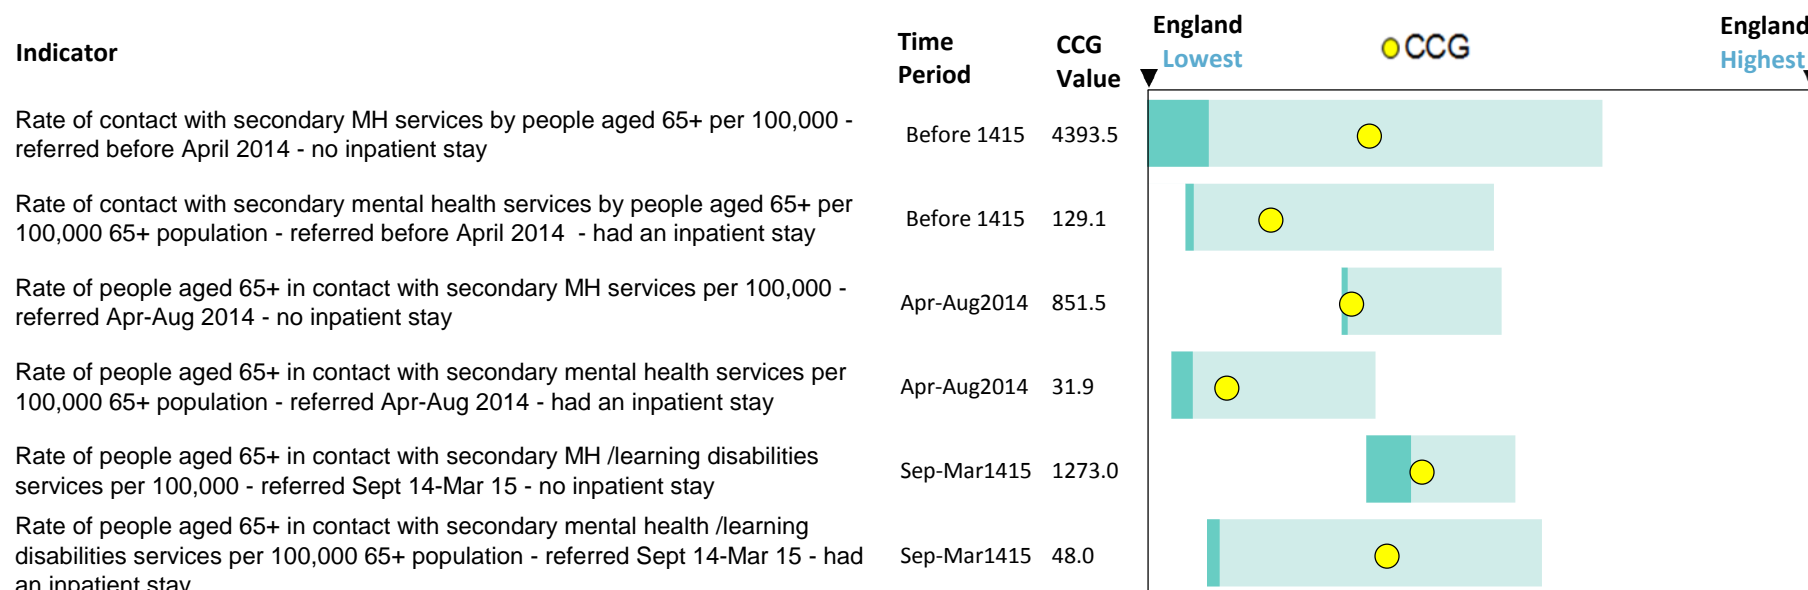 Indicator
Time Period
CCG Value
England Lowest
CCG
England Highest
Rate of contact with secondary MH services by people aged 65+ per 100,000 -
referred before April 2014 - no inpatient stay
Before 1415 4393.5
Rate of contact with secondary mental health services by people aged 65+ per
100,000 65+ population - referred before April 2014 - had an inpatient stay
Before 1415 129.1
Rate of people aged 65+ in contact with secondary MH services per 100,000 -
referred Apr-Aug 2014 - no inpatient stay
Apr-Aug2014 851.5
Rate of people aged 65+ in contact with secondary mental health services per
100,000 65+ population - referred Apr-Aug 2014 - had an inpatient stay
Apr-Aug2014 31.9
Rate of people aged 65+ in contact with secondary MH /learning disabilities
services per 100,000 - referred Sept 14-Mar 15 - no inpatient stay
Sep-Mar1415 1273.0
Rate of people aged 65+ in contact with secondary mental health /learning
disabilities services per 100,000 65+ population - referred Sept 14-Mar 15 - had
an inpatient stay
Sep-Mar1415 48.0